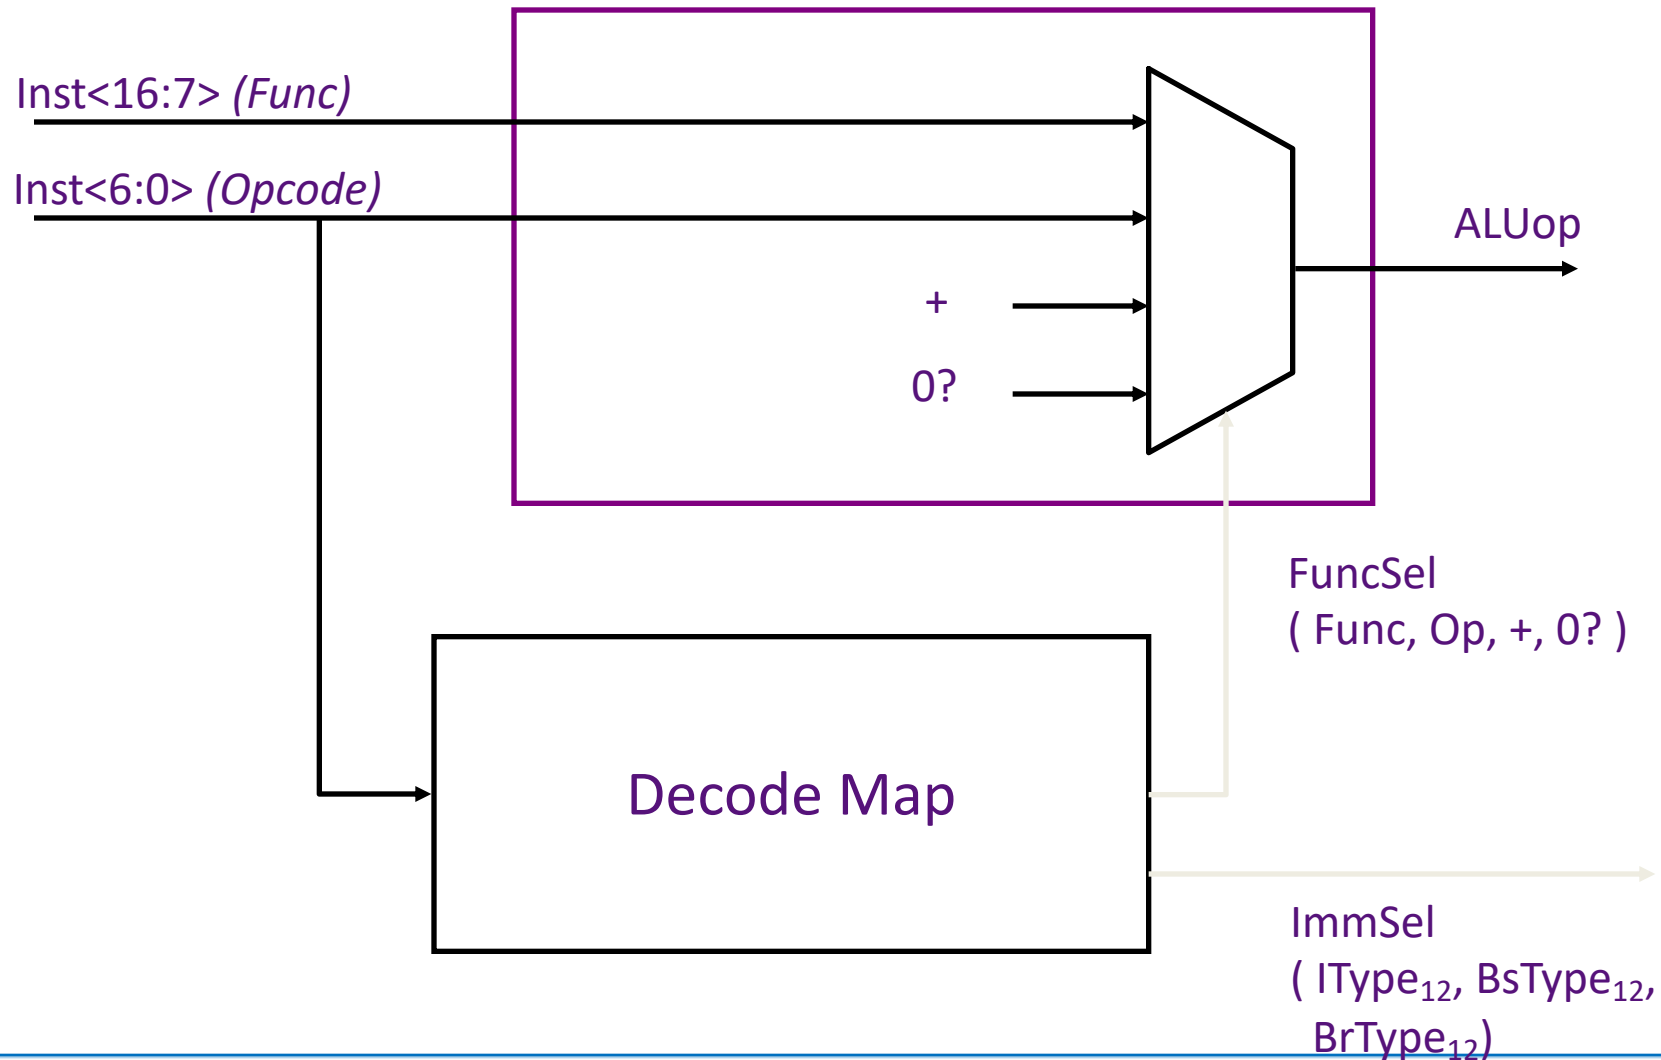 Inst<16:7> (Func)
Inst<6:0> (Opcode)
ALUop
+
0?
FuncSel
( Func, Op, +, 0? )
Decode Map
ImmSel
( IType₁₂, BsType₁₂,
BrType₁₂)